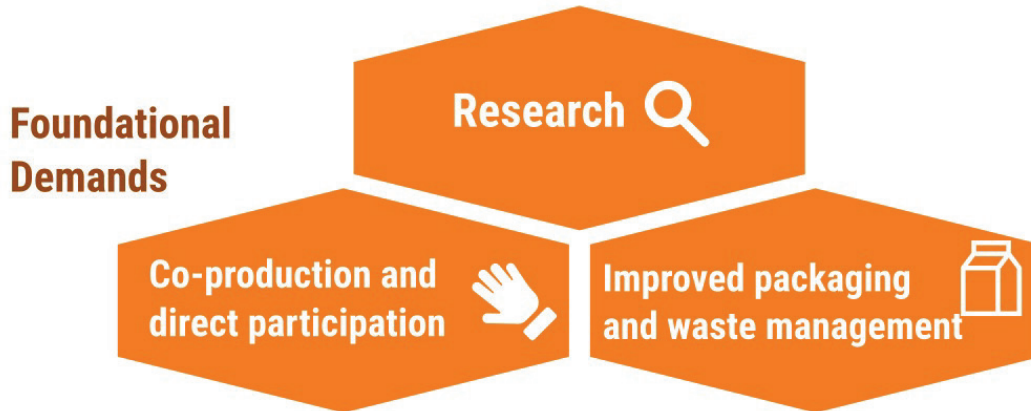 Foundational
Demands
Research
Co-production and
direct participation
Improved packaging
and waste management